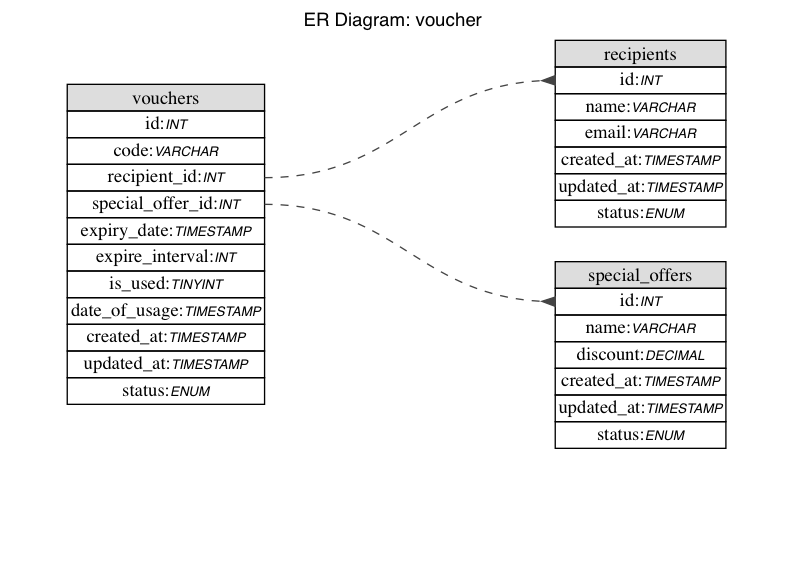 ER Diagram: voucher
vouchers
id:INT
code:VARCHAR
recipient_id:INT
special_offer_id:INT
expiry_date:TIMESTAMP
expire_interval:INT
is_used:TINYINT
date_of_usage:TIMESTAMP
created_at:TIMESTAMP
updated_at:TIMESTAMP
status:ENUM
recipients
id:INT
name:VARCHAR
email:VARCHAR
created_at:TIMESTAMP
updated_at:TIMESTAMP
status:ENUM
special_offers
id:INT
name:VARCHAR
discount:DECIMAL
created_at:TIMESTAMP
updated_at:TIMESTAMP
status:ENUM